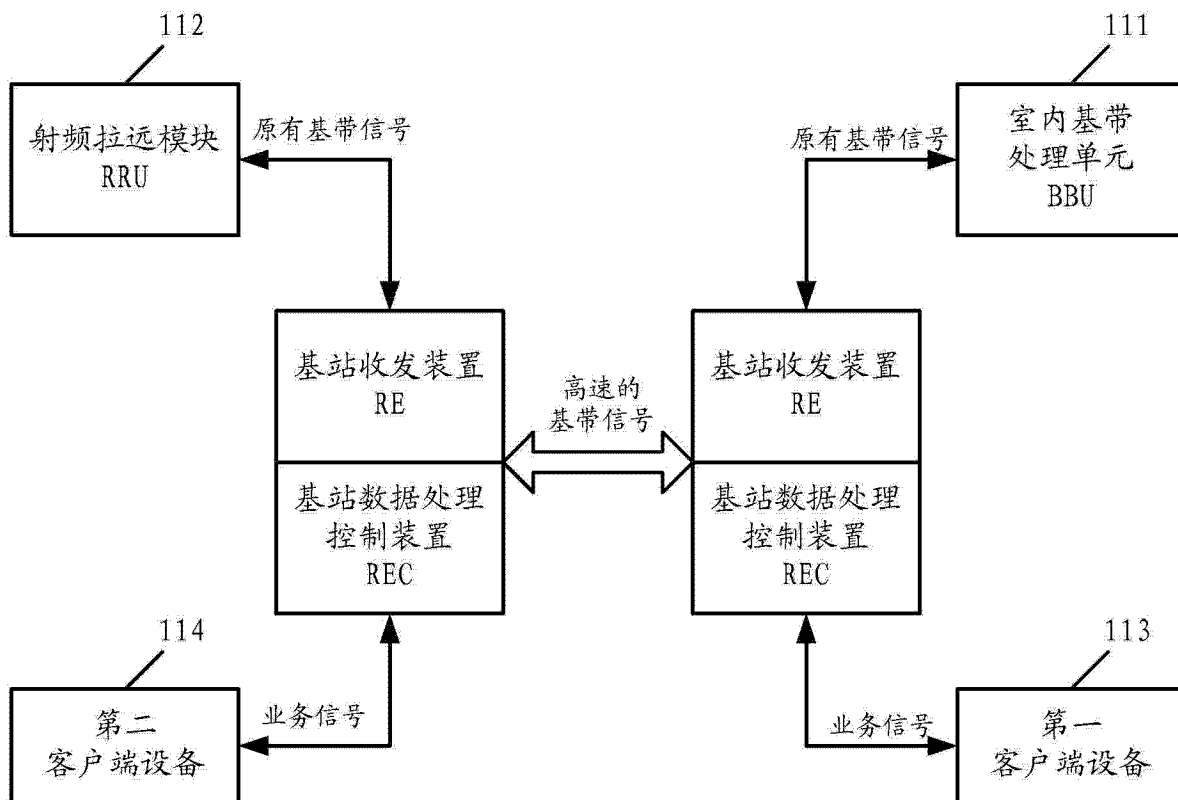 112
111
射频拉远模块
RRU
原有基带信号
原有基带信号
室内基带
处理单元
BBU
基站收发装置
RE
高速的
基带信号
基站收发装置
RE
基站数据处理
控制装置
REC
基站数据处理
控制装置
REC
114
113
第二
客户端设备
业务信号
业务信号
第一
客户端设备